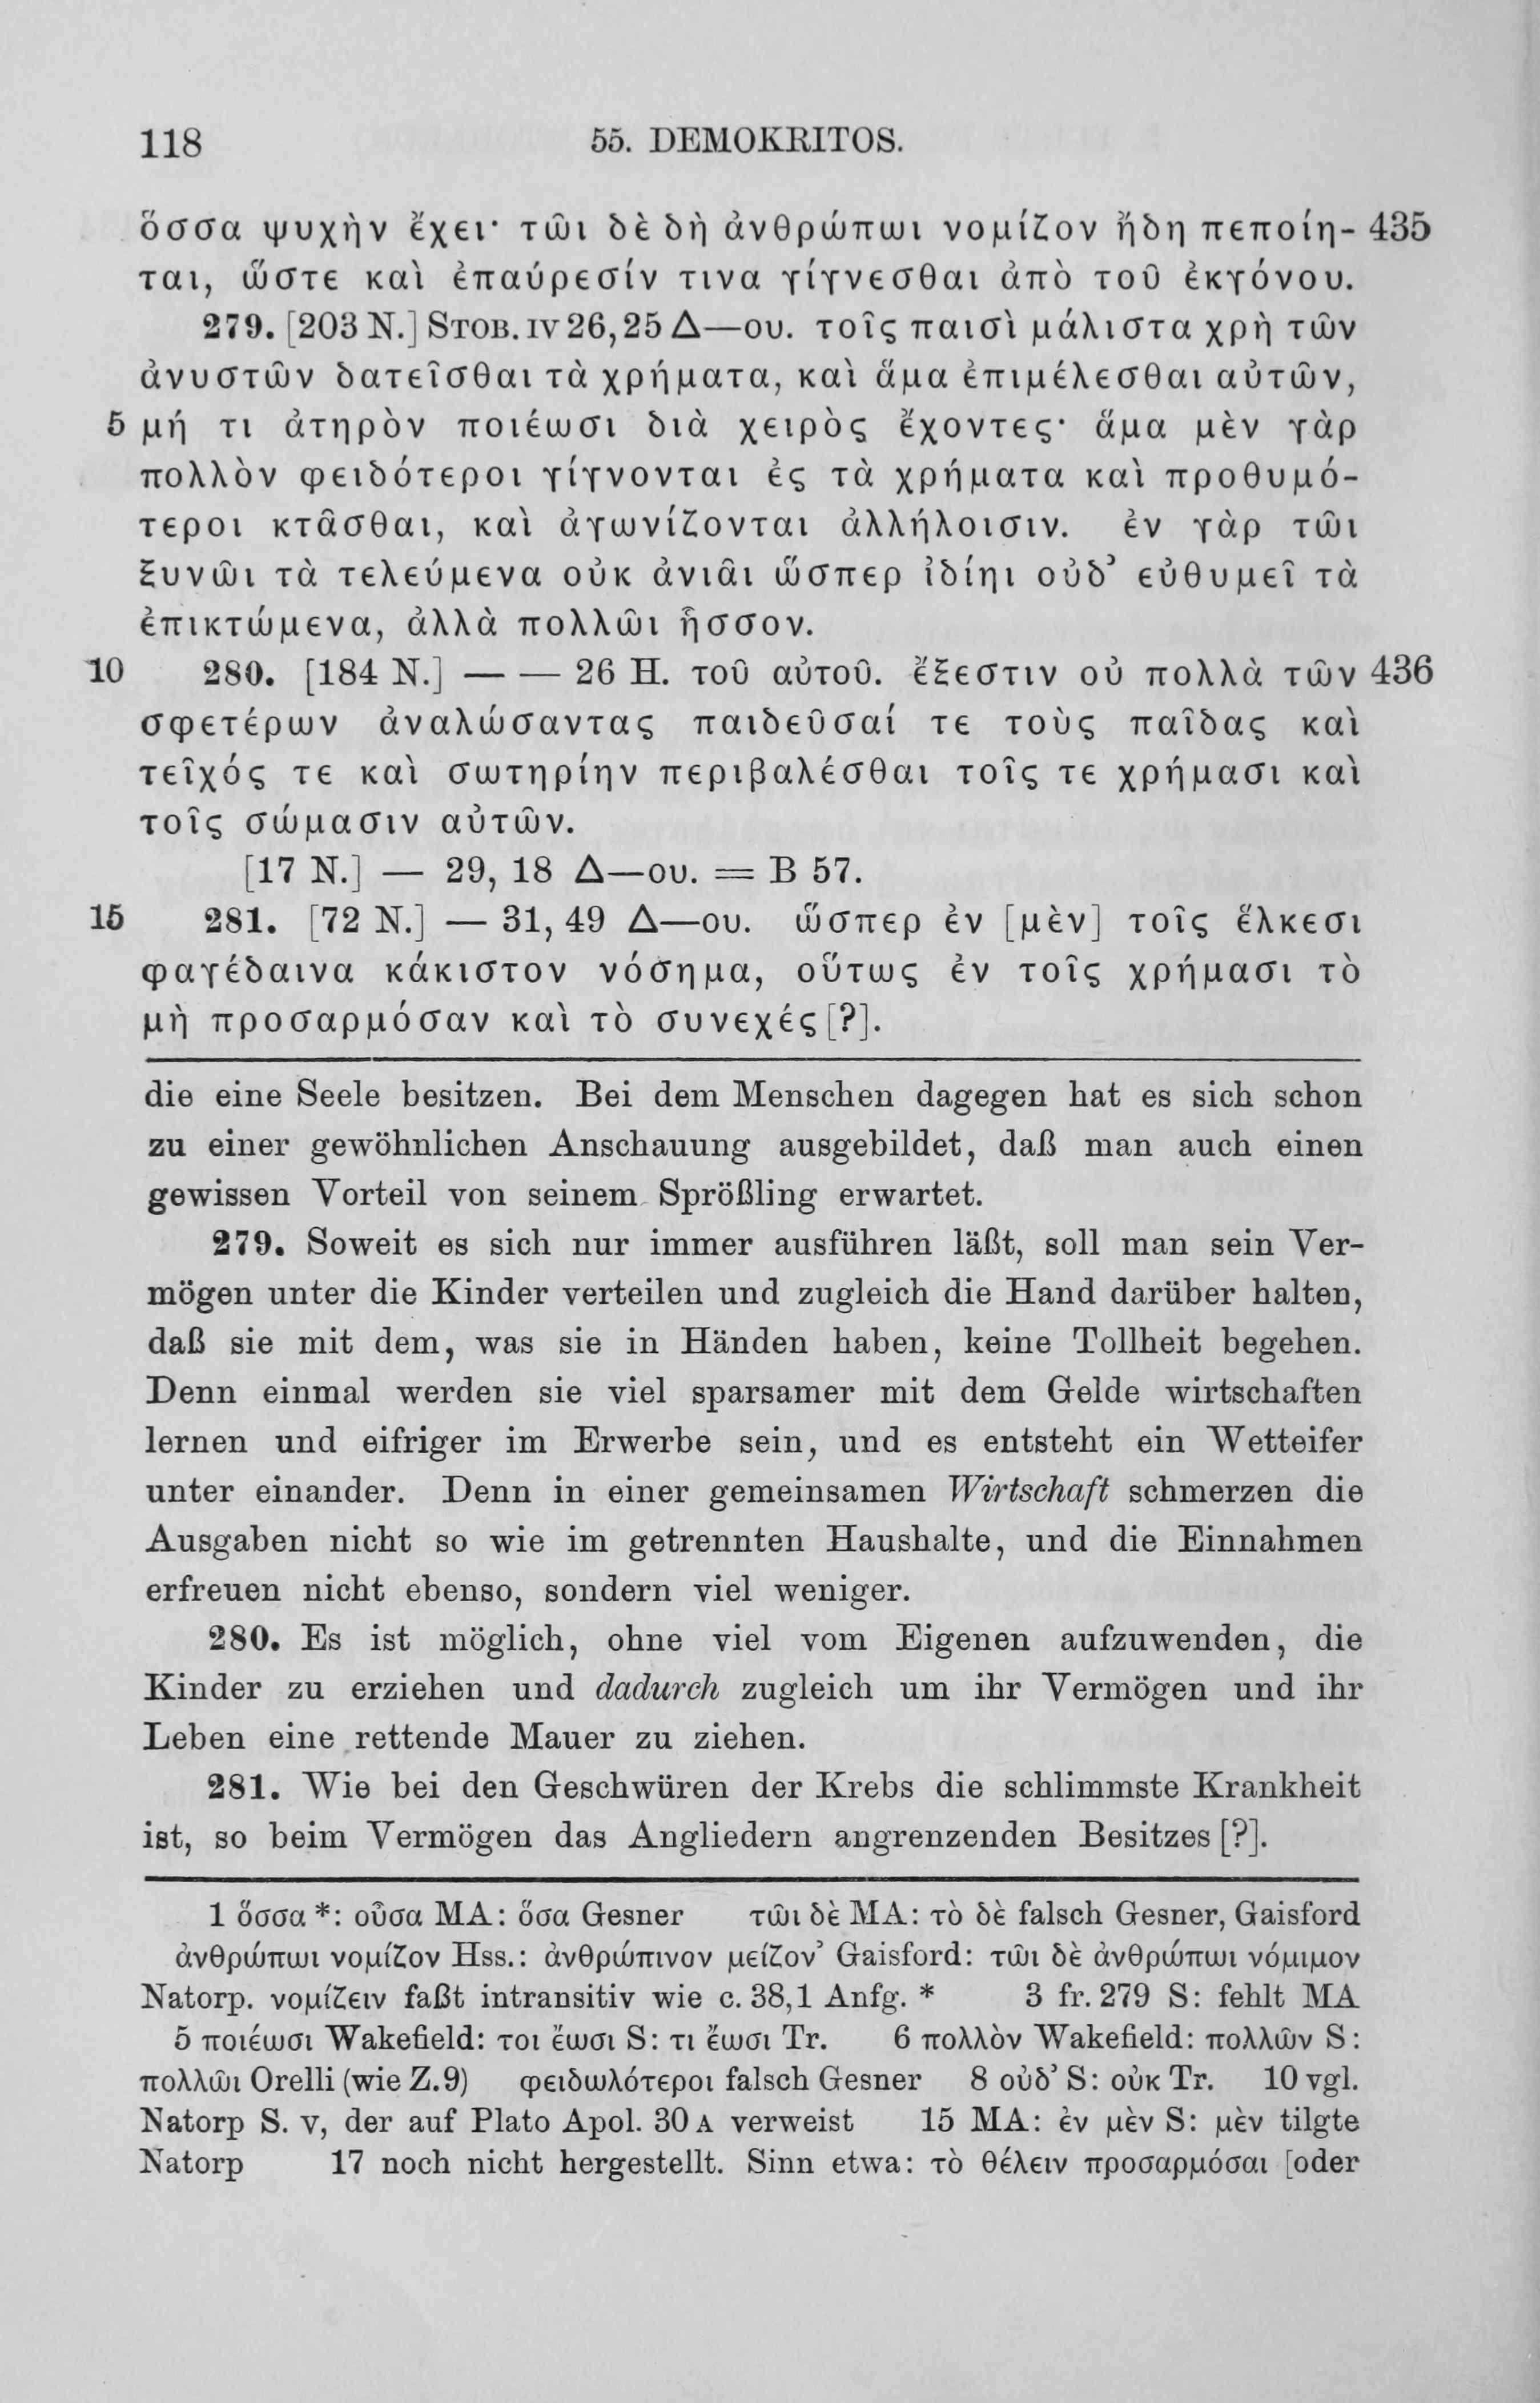 118 55. DEMOKRITOS.
ὅσσα ψυχὴν ἔχει· τῶι δὲ δὴ ἀνθρώπωι νομίζον ἤδη πεποίη- 435
ται, ὥστε καὶ ἐπαύρεσίν τινα γίγνεσθαι ἀπὸ τοῦ ἐκγόνου.
279. [203 N.] STOB. IV 26, 25 Δ—ου. τοῖς παισὶ μάλιστα χρὴ τῶν
ἀνυστῶν δατεῖσθαι τὰ χρήματα, καὶ ἅμα ἐπιμέλεσθαι αὐτῶν,
5 μή τι ἀτηρὸν ποιέωσι διὰ χειρὸς ἔχοντες· ἅμα μὲν γὰρ
πολλὸν φειδότεροι γίγνονται ἐς τὰ χρήματα καὶ προθυμό-
τεροι κτᾶσθαι, καὶ ἀγωνίζονται ἀλλήλοισιν. ἐν γὰρ τῶι
ξυνῶι τὰ τελεύμενα οὐκ ἀνιᾶι ὥσπερ ἰδίηι οὐδ’ εὐθυμεῖ τὰ
ἐπικτώμενα, ἀλλὰ πολλῶι ἧσσον.
10 280. [184 N.] — — 26 H. τοῦ αὐτοῦ. ἔξεστιν οὐ πολλὰ τῶν 436
σφετέρων ἀναλώσαντας παιδεῦσαί τε τοὺς παῖδας καὶ
τεῖχός τε καὶ σωτηρίην περιβαλέσθαι τοῖς τε χρήμασι καὶ
τοῖς σώμασιν αὐτῶν.
[17 N.] — 29, 18 Δ—ου. = B 57.
15 281. [72 N.] — 31, 49 Δ—ου. ὥσπερ ἐν [μὲν] τοῖς ἕλκεσι
φαγέδαινα κάκιστον νόσημα, οὕτως ἐν τοῖς χρήμασι τὸ
μὴ προσαρμόσαν καὶ τὸ συνεχές [?].
die eine Seele besitzen. Bei dem Menschen dagegen hat es sich schon
zu einer gewöhnlichen Anschauung ausgebildet, daß man auch einen
gewissen Vorteil von seinem Sprößling erwartet.
279. Soweit es sich nur immer ausführen läßt, soll man sein Ver-
mögen unter die Kinder verteilen und zugleich die Hand darüber halten,
daß sie mit dem, was sie in Händen haben, keine Tollheit begehen.
Denn einmal werden sie viel sparsamer mit dem Gelde wirtschaften
lernen und eifriger im Erwerbe sein, und es entsteht ein Wetteifer
unter einander. Denn in einer gemeinsamen Wirtschaft schmerzen die
Ausgaben nicht so wie im getrennten Haushalte, und die Einnahmen
erfreuen nicht ebenso, sondern viel weniger.
280. Es ist möglich, ohne viel vom Eigenen aufzuwenden, die
Kinder zu erziehen und dadurch zugleich um ihr Vermögen und ihr
Leben eine rettende Mauer zu ziehen.
281. Wie bei den Geschwüren der Krebs die schlimmste Krankheit
ist, so beim Vermögen das Angliedern angrenzenden Besitzes [?].
1 ὅσσα *: οὖσα MA: ὅσα Gesner τῶι δὲ MA: τὸ δὲ falsch Gesner, Gaisford
ἀνθρώπωι νομίζον Hss.: ἀνθρώπινον μείζον’ Gaisford: τῶι δὲ ἀνθρώπωι νόμιμον
Natorp. νομίζειν faßt intransitiv wie c. 38,1 Anfg. * 3 fr. 279 S: fehlt MA
5 ποιέωσι Wakefield: τοι ἔωσι S: τι ἔωσι Tr. 6 πολλὸν Wakefield: πολλῶν S:
πολλῶι Orelli (wie Z. 9) φειδωλότεροι falsch Gesner 8 οὐδ’ S: οὐκ Tr. 10 vgl.
Natorp S. V, der auf Plato Apol. 30 A verweist 15 MA: ἐν μὲν S: μὲν tilgte
Natorp 17 noch nicht hergestellt. Sinn etwa: τὸ θέλειν προσαρμόσαι [oder